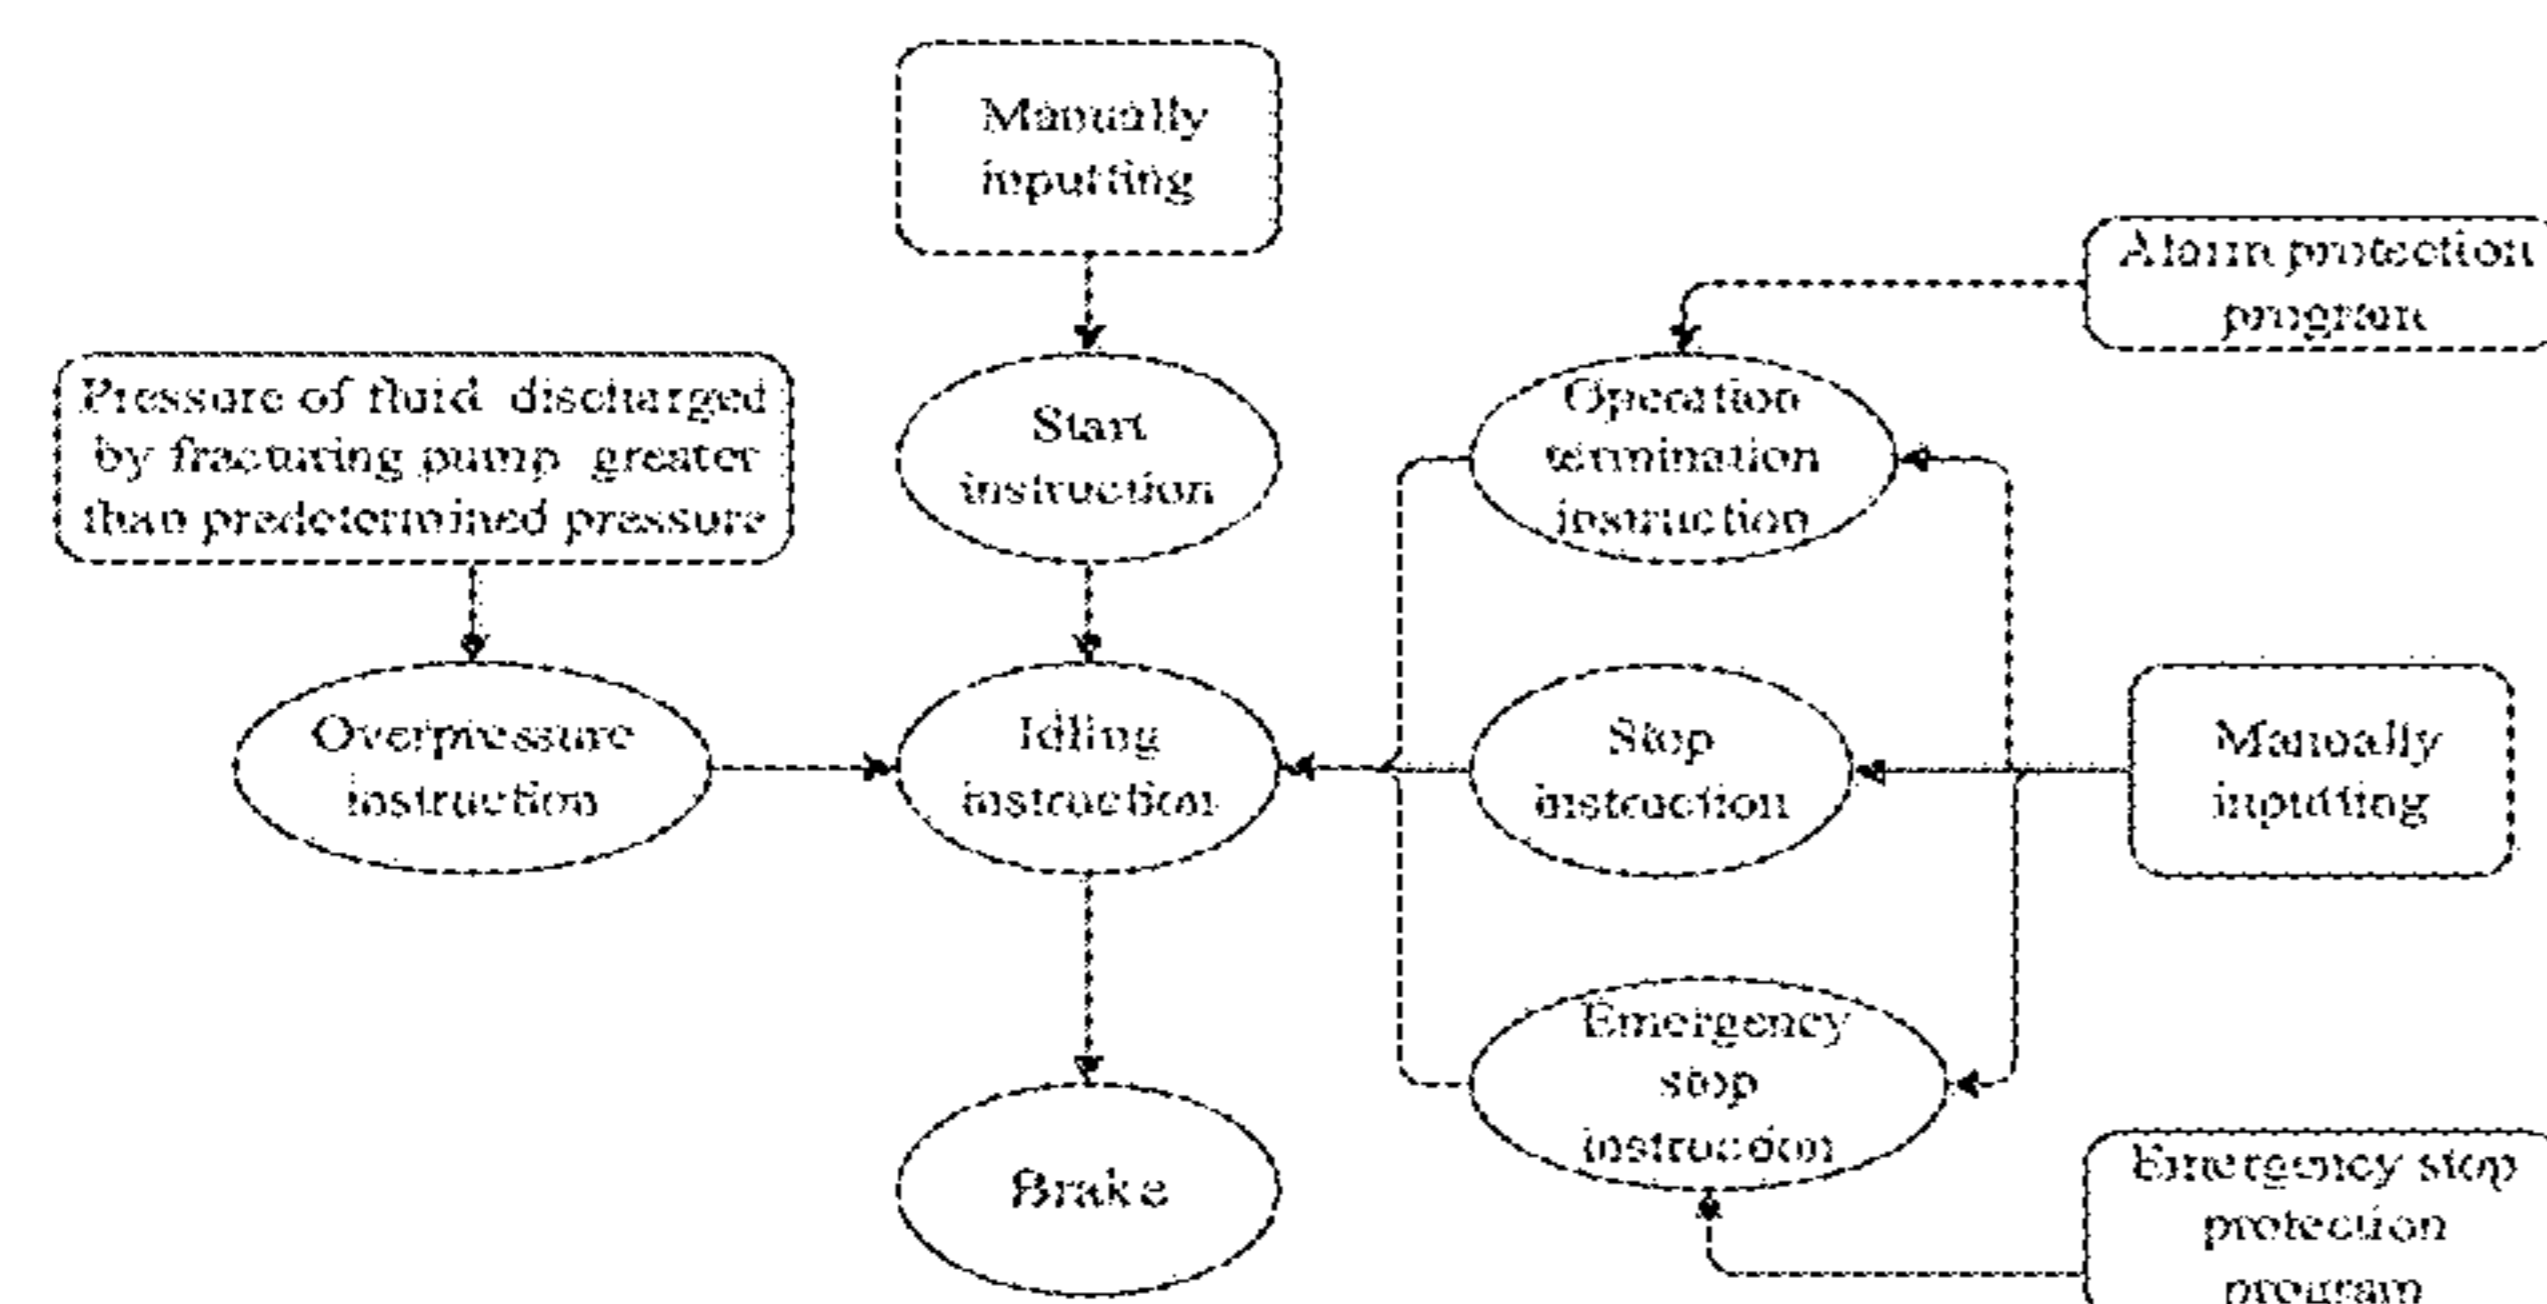 Manually
inputting
Alarm protection
program
Pressure of fluid discharged
by fracturing pump greater
than predetermined pressure
Start
instruction
Operation
termination
instruction
Overpressure
instruction
Idling
instruction
Stop
instruction
Manually
inputting
Emergency
stop
instruction
Brake
Emergency stop
protection
program